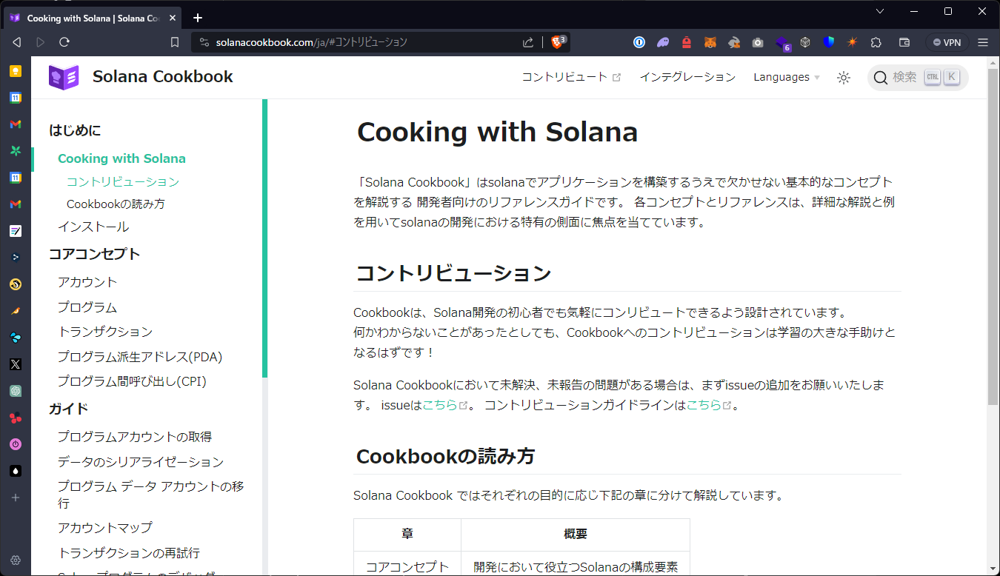 Cooking with Solana | Solana Co
solanacookbook.com/ja/#コントリビューション
3
6
VPN
Solana Cookbook
コントリビュート
インテグレーション
Languages
検索
CTRL
K
11
11
はじめに
Cooking with Solana
コントリビューション
Cookbookの読み方
インストール
コアコンセプト
アカウント
プログラム
トランザクション
プログラム派生アドレス(PDA)
プログラム間呼び出し(CPI)
ガイド
プログラムアカウントの取得
データのシリアライゼーション
プログラム データ アカウントの移
行
アカウントマップ
トランザクションの再試行
Cooking with Solana
「Solana Cookbook」はsolanaでアプリケーションを構築するうえで欠かせない基本的なコンセプト
を解説する 開発者向けのリファレンスガイドです。 各コンセプトとリファレンスは、詳細な解説と例
を用いてsolanaの開発における特有の側面に焦点を当てています。
コントリビューション
Cookbookは、Solana開発の初心者でも気軽にコンリビュートできるよう設計されています。
何かわからないことがあったとしても、Cookbookへのコントリビューションは学習の大きな手助けと
なるはずです！
Solana Cookbookにおいて未解決、未報告の問題がある場合は、まずissueの追加をお願いいたしま
す。 issueはこちら。 コントリビューションガイドラインはこちら。
Cookbookの読み方
Solana Cookbook ではそれぞれの目的に応じ下記の章に分けて解説しています。
章
概要
コアコンセプト
開発において役立つSolanaの構成要素